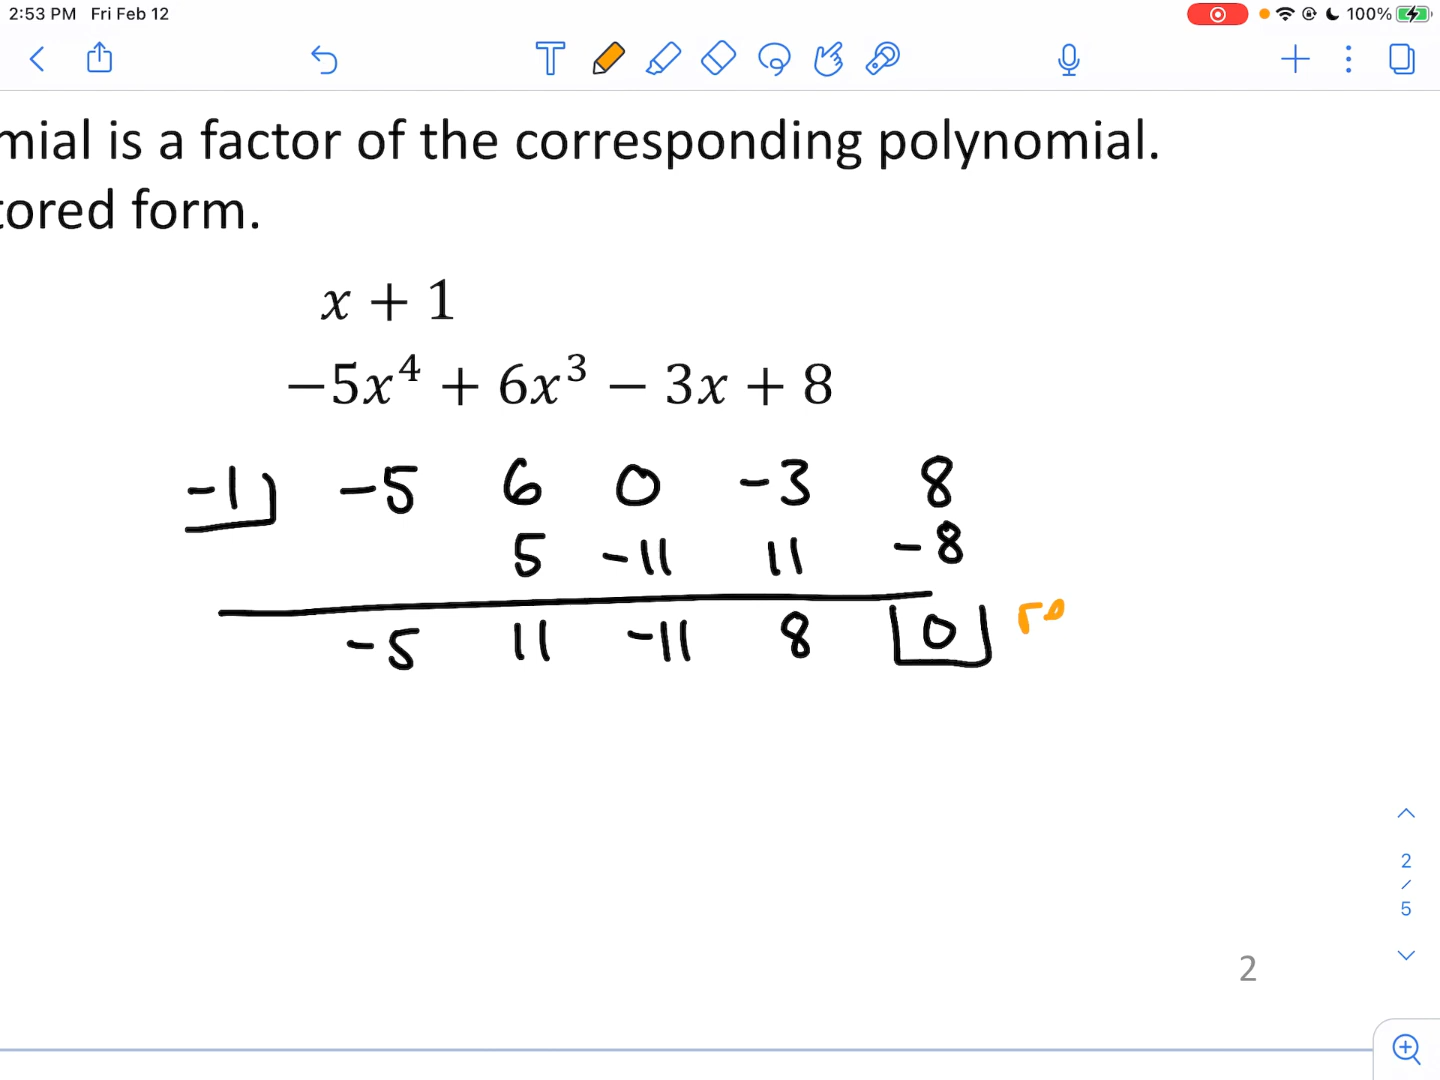 2:53 PM Fri Feb 12 100%
mial is a factor of the corresponding polynomial.
tored form.
x + 1
−5x⁴ + 6x³ − 3x + 8
-1 -5 6 0 -3 8
5 -11 11 -8
-5 11 -11 8 0 re
2
/
5
2